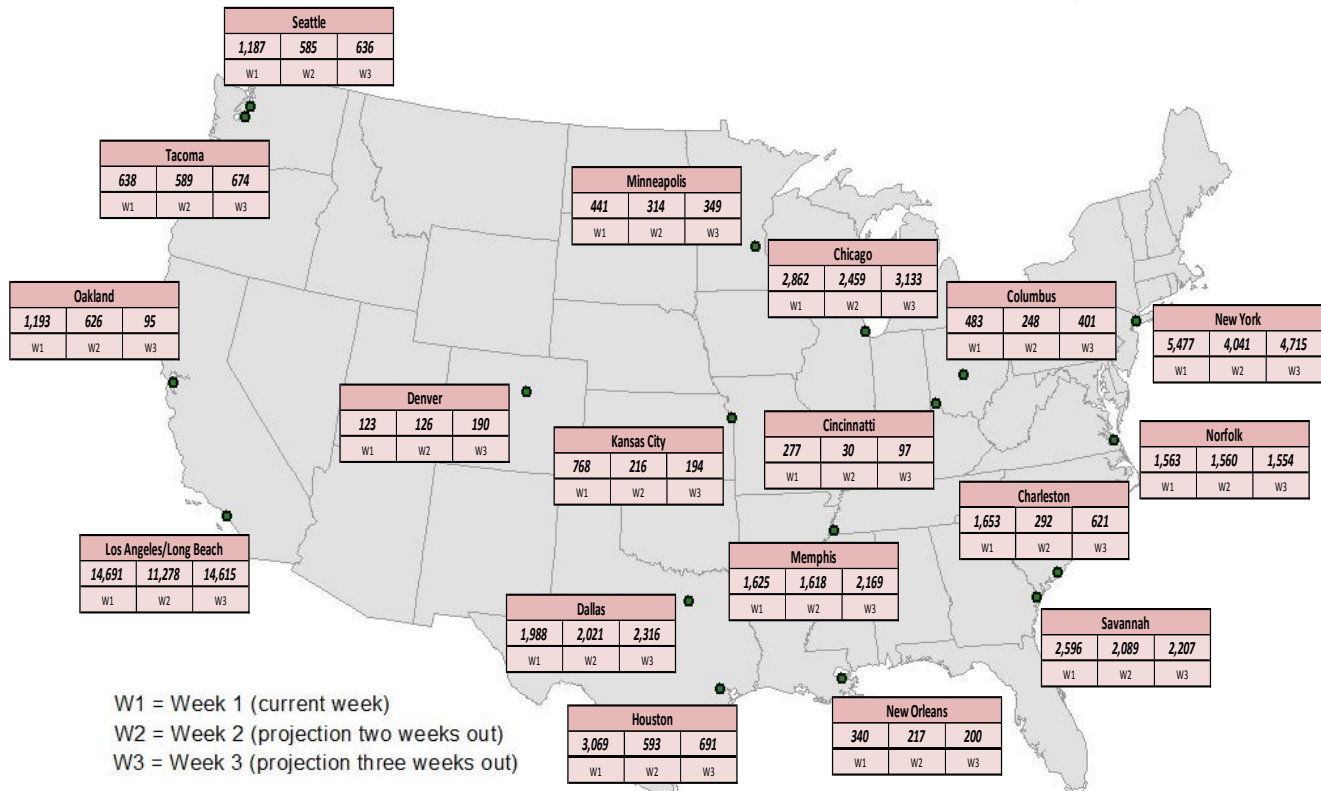 Seattle
1,187 585 636
W1 W2 W3
Tacoma
638 589 674
W1 W2 W3
Minneapolis
441 314 349
W1 W2 W3
Chicago
2,862 2,459 3,133
W1 W2 W3
Oakland
1,193 626 95
W1 W2 W3
Columbus
483 248 401
W1 W2 W3
New York
5,477 4,041 4,715
W1 W2 W3
Denver
123 126 190
W1 W2 W3
Kansas City
768 216 194
W1 W2 W3
Cincinnatti
277 30 97
W1 W2 W3
Norfolk
1,563 1,560 1,554
W1 W2 W3
Charleston
1,653 292 621
W1 W2 W3
Los Angeles/Long Beach
14,691 11,278 14,615
W1 W2 W3
Memphis
1,625 1,618 2,169
W1 W2 W3
Dallas
1,988 2,021 2,316
W1 W2 W3
Savannah
2,596 2,089 2,207
W1 W2 W3
Houston
3,069 593 691
W1 W2 W3
New Orleans
340 217 200
W1 W2 W3
W1 = Week 1 (current week)
W2 = Week 2 (projection two weeks out)
W3 = Week 3 (projection three weeks out)